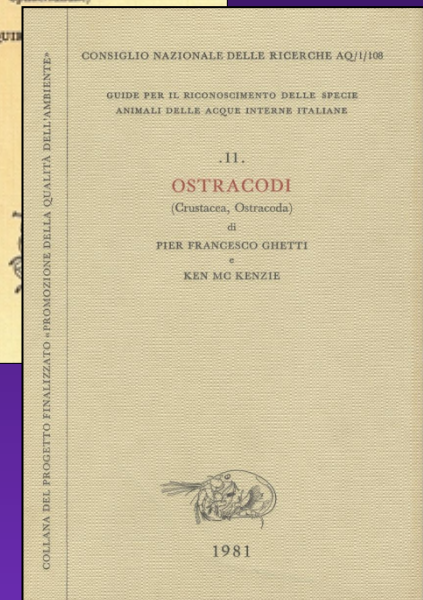 CONSIGLIO NAZIONALE DELLE RICERCHE AQ/1/108
GUIDE PER IL RICONOSCIMENTO DELLE SPECIE
ANIMALI DELLE ACQUE INTERNE ITALIANE
.11.
OSTRACODI
(Crustacea, Ostracoda)
di
PIER FRANCESCO GHETTI
e
KEN MC KENZIE
1981
COLLANA DEL PROGETTO FINALIZZATO «PROMOZIONE DELLA QUALITÀ DELL'AMBIENTE»